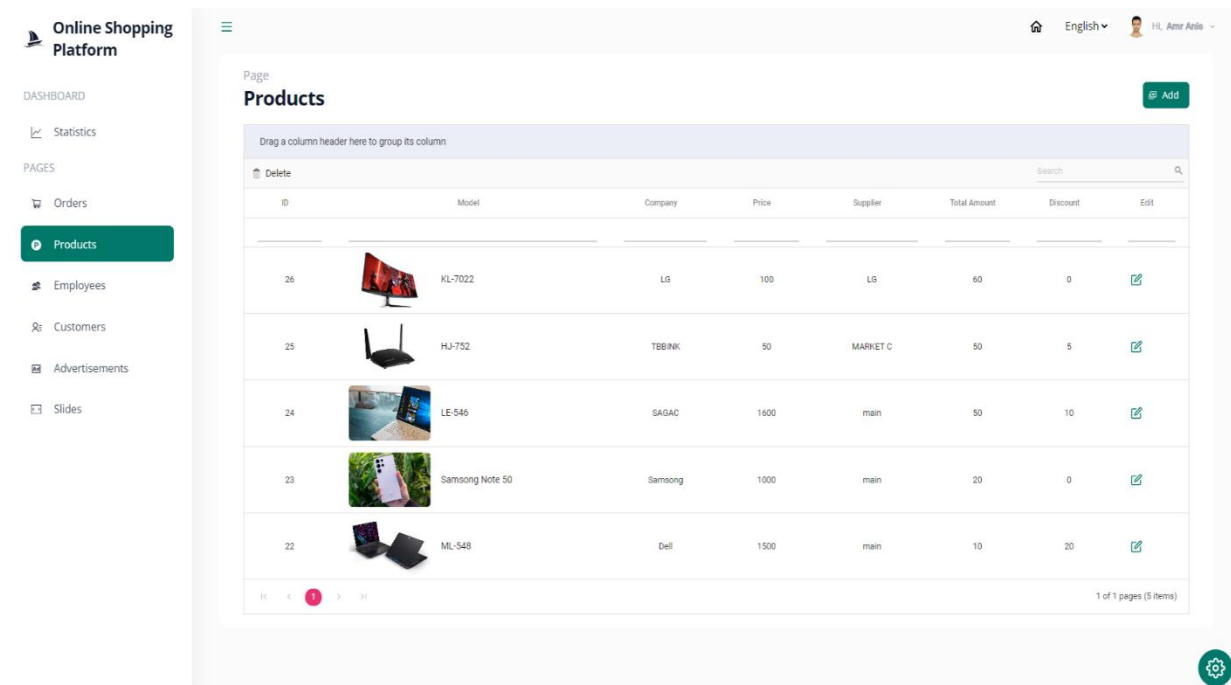 Online Shopping
Platform
English
Hi, Amr Anis
DASHBOARD
Statistics
PAGES
Orders
Products
Employees
Customers
Advertisements
Slides
Page
Products
Add
Drag a column header here to group its column
Delete
Search
ID Model Company Price Supplier Total Amount Discount Edit
26 KL-7022 LG 100 LG 60 0
25 HJ-752 TBBINK 50 MARKET C 50 5
24 LE-546 SAGAC 1600 main 50 10
23 Samsong Note 50 Samsong 1000 main 20 0
22 ML-548 Dell 1500 main 10 20
1
1 of 1 pages (5 items)